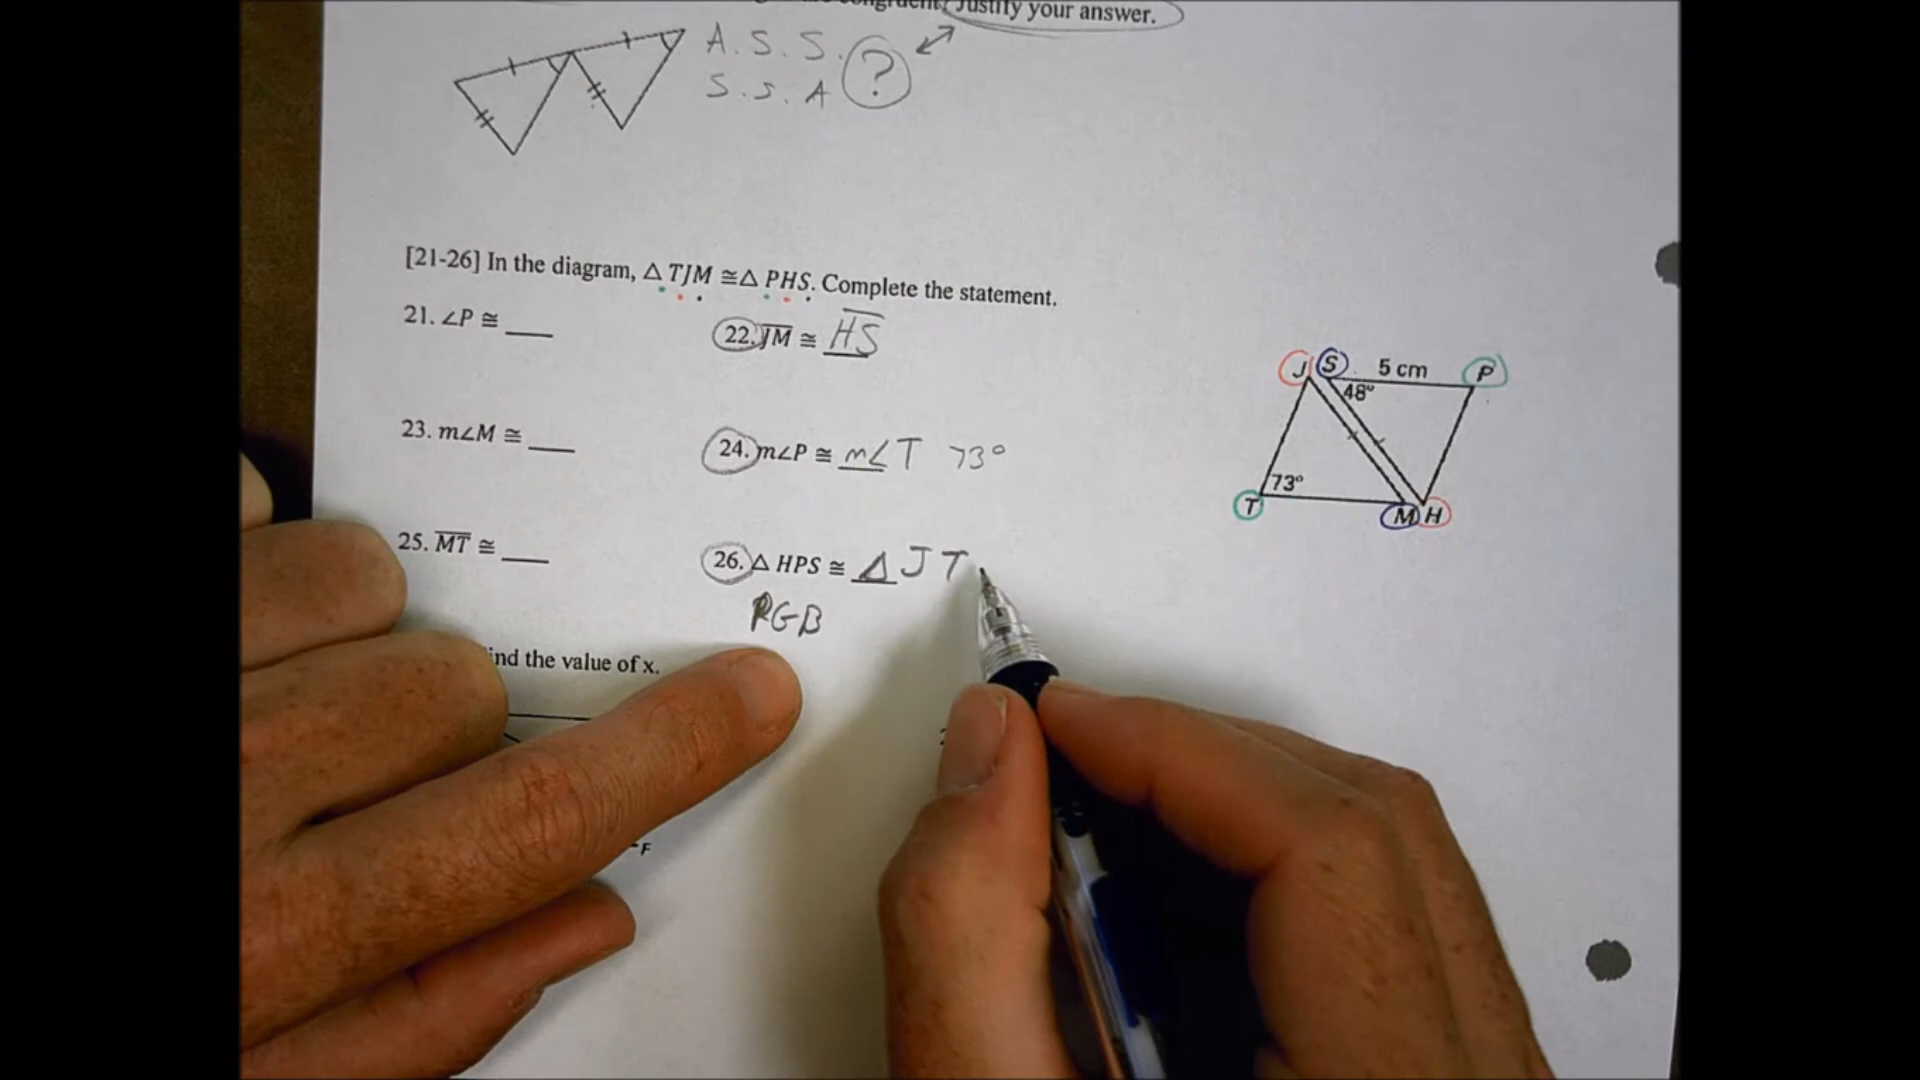 Justify your answer.
A.S.S.
S.S.A ?
[21-26] In the diagram, △ TJM ≅△ PHS. Complete the statement.
21. ∠P ≅ ___
22. JM ≅ HS
23. m∠M ≅ ___
24. m∠P ≅ m∠T 73°
25. MT ≅ ___
26. △ HPS ≅ △ J T
RGB
J S 5 cm P
48°
73°
T M H
ind the value of x.
F